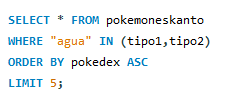 SELECT * FROM pokemoneskanto
WHERE "agua" IN (tipo1,tipo2)
ORDER BY pokedex ASC
LIMIT 5;